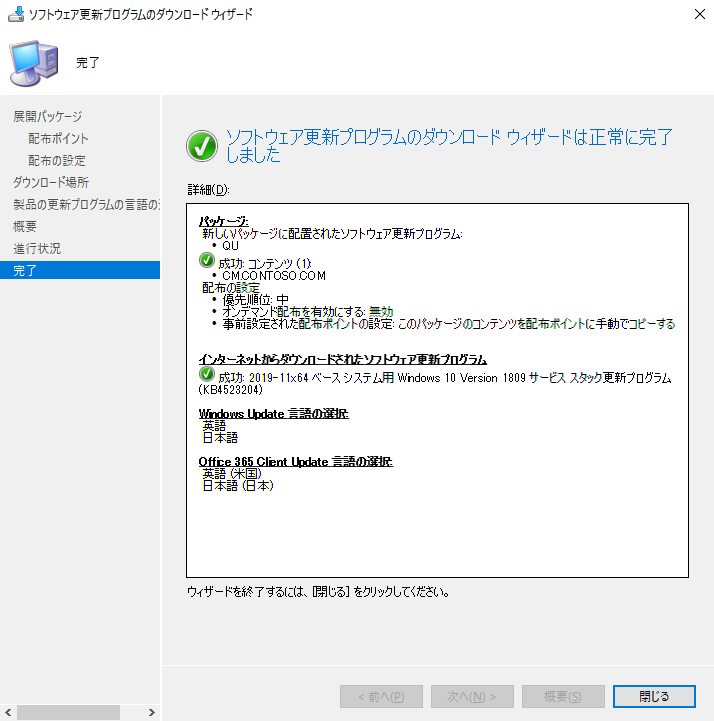 ソフトウェア更新プログラムのダウンロード ウィザード
完了
展開パッケージ
配布ポイント
配布の設定
ダウンロード場所
製品の更新プログラムの言語の
概要
進行状況
完了
ソフトウェア更新プログラムのダウンロード ウィザードは正常に完了
しました
詳細(D):
パッケージ:
新しいパッケージに配置されたソフトウェア更新プログラム:
• QU
成功: コンテンツ (1):
• CM.CONTOSO.COM
配布の設定
• 優先順位: 中
• オンデマンド配布を有効にする: 無効
• 事前設定された配布ポイントの設定: このパッケージのコンテンツを配布ポイントに手動でコピーする
インターネットからダウンロードされたソフトウェア更新プログラム
成功: 2019-11x64 ベース システム用 Windows 10 Version 1809 サービス スタック更新プログラム
(KB4523204)
Windows Update 言語の選択:
英語
日本語
Office 365 Client Update 言語の選択:
英語 (米国)
日本語 (日本)
ウィザードを終了するには、[閉じる] をクリックしてください。
< 前へ(P)
次へ(N) >
概要(S)
閉じる